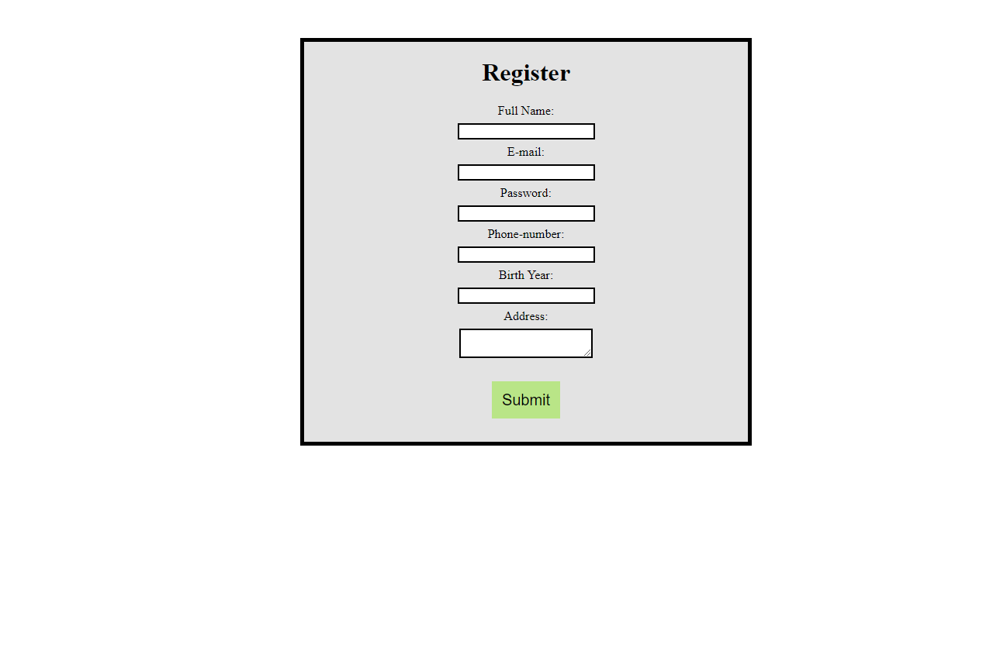 Register
Full Name:
E-mail:
Password:
Phone-number:
Birth Year:
Address:
Submit